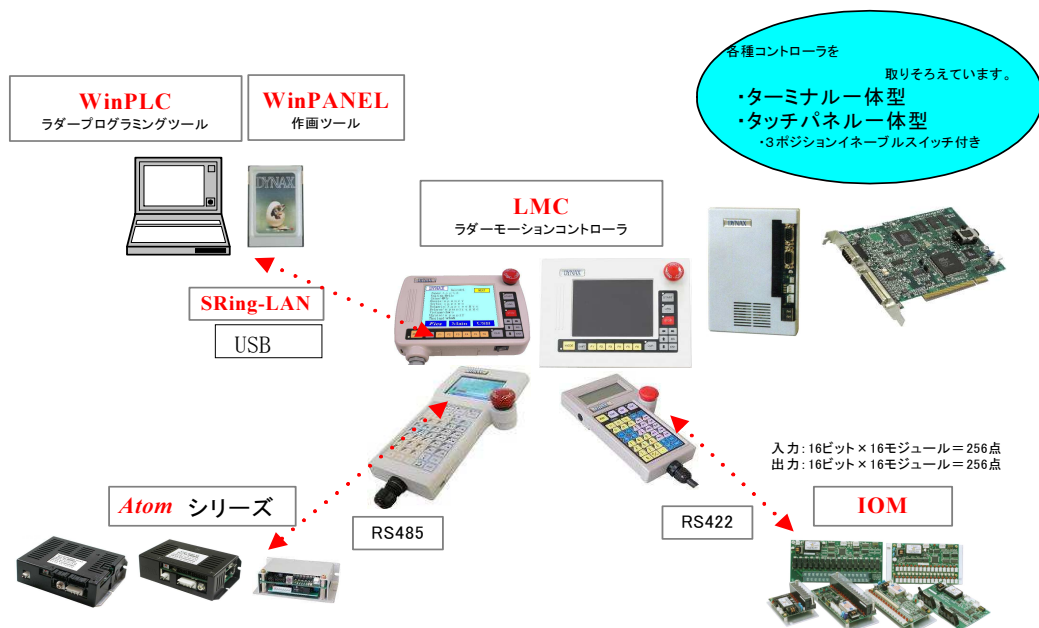 各種コントローラを
取りそろえています。
・ターミナル一体型
・タッチパネル一体型
・3ポジションイネーブルスイッチ付き
WinPLC
ラダープログラミングツール
WinPANEL
作画ツール
DYNAX
LMC
ラダーモーションコントローラ
SRing-LAN
USB
DYNAX
Main
入力：16ビット×16モジュール＝256点
出力：16ビット×16モジュール＝256点
Atom シリーズ
RS485
RS422
IOM